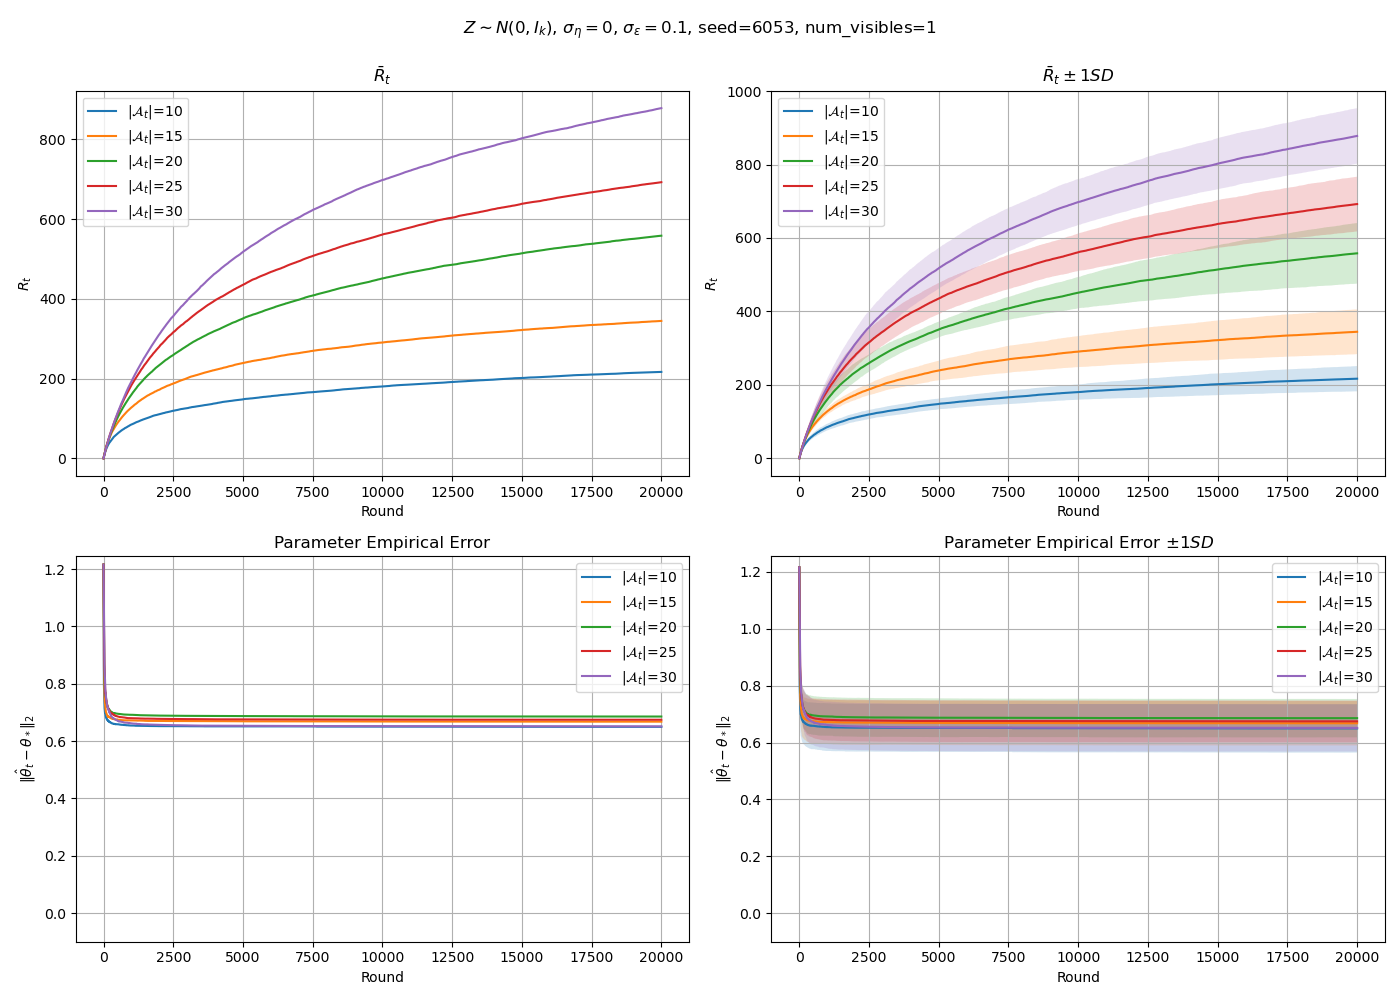 Z ∼ N(0, I_k), σ_η = 0, σ_ε = 0.1, seed=6053, num_visibles=1
R̄_t
|𝒜_t|=10
|𝒜_t|=15
|𝒜_t|=20
|𝒜_t|=25
|𝒜_t|=30
R_t
800
600
400
200
0
0 2500 5000 7500 10000 12500 15000 17500 20000
Round
R̄_t ± 1SD
|𝒜_t|=10
|𝒜_t|=15
|𝒜_t|=20
|𝒜_t|=25
|𝒜_t|=30
R_t
1000
800
600
400
200
0
0 2500 5000 7500 10000 12500 15000 17500 20000
Round
Parameter Empirical Error
|𝒜_t|=10
|𝒜_t|=15
|𝒜_t|=20
|𝒜_t|=25
|𝒜_t|=30
‖θ̂_t − θ_*‖₂
1.2
1.0
0.8
0.6
0.4
0.2
0.0
0 2500 5000 7500 10000 12500 15000 17500 20000
Round
Parameter Empirical Error ±1SD
|𝒜_t|=10
|𝒜_t|=15
|𝒜_t|=20
|𝒜_t|=25
|𝒜_t|=30
‖θ̂_t − θ_*‖₂
1.2
1.0
0.8
0.6
0.4
0.2
0.0
0 2500 5000 7500 10000 12500 15000 17500 20000
Round